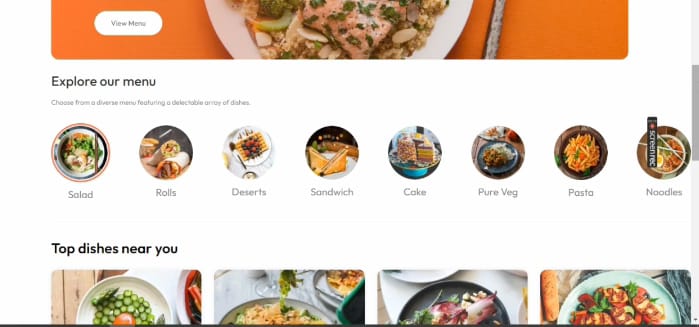 View Menu
Explore our menu
Choose from a diverse menu featuring a delectable array of dishes.
Salad
Rolls
Deserts
Sandwich
Cake
Pure Veg
Pasta
Noodles
screenrec
Top dishes near you